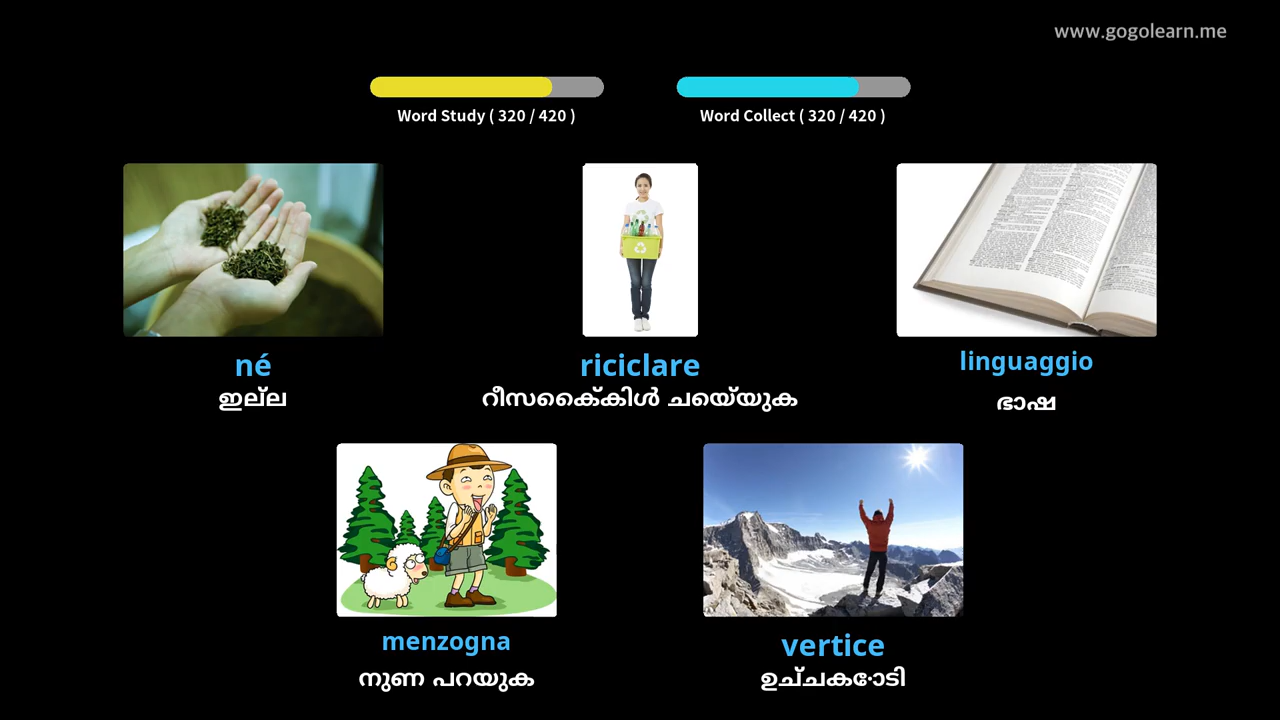 www.gogolearn.me
Word Study ( 320 / 420 )
Word Collect ( 320 / 420 )
né
ഇല്ല
riciclare
റീസൈക്കിൾ ചെയ്യുക
linguaggio
ഭാഷ
menzogna
നുണ പറയുക
vertice
ഉച്ചകോടി